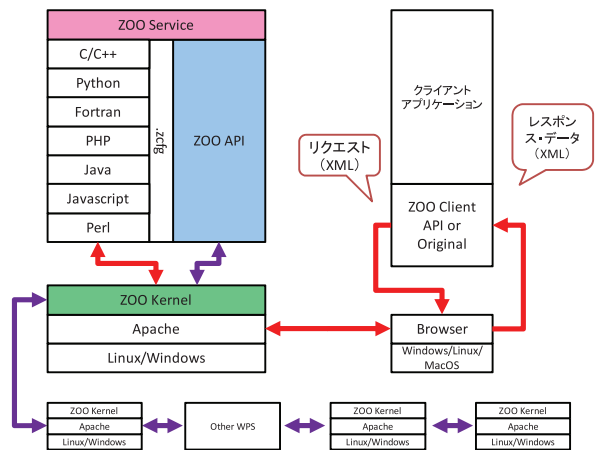 ZOO Service
C/C++
Python
Fortran
PHP
Java
Javascript
Perl
.zcfg
ZOO API
ZOO Kernel
Apache
Linux/Windows
クライアント
アプリケーション
リクエスト
（XML）
レスポン
ス・データ
（XML）
ZOO Client
API or
Original
Browser
Windows/Linux/
MacOS
ZOO Kernel
Apache
Linux/Windows
Other WPS
ZOO Kernel
Apache
Linux/Windows
ZOO Kernel
Apache
Linux/Windows